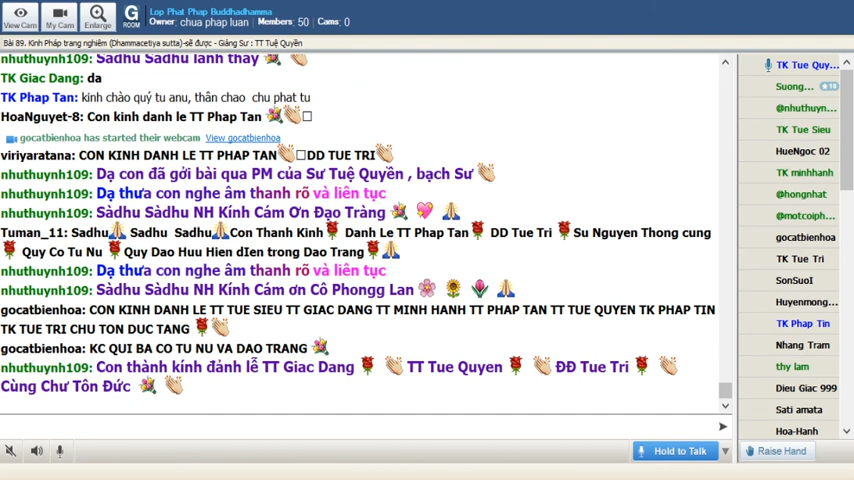 View Cam
My Cam
Enlarge
G
ROOM
Lop Phat Phap Buddhadhamma
Owner: chua phap luan / Members: 50 / Cams: 0
Bài 89. Kinh Pháp trang nghiêm (Dhammacetiya sutta)-sẽ được - Giảng Sư : TT Tuệ Quyền
nhuthuynh109: Sadhu Sadhu lành thay
TK Giac Dang: da
TK Phap Tan: kinh chào quý tu anu, thân chao chu phat tu
HoaNguyet-8: Con kinh danh le TT Phap Tan
gocatbienhoa has started their webcam View gocatbienhoa
viriyaratana: CON KINH DANH LE TT PHAP TAN DD TUE TRI
nhuthuynh109: Dạ con đã gởi bài qua PM của Sư Tuệ Quyền , bạch Sư
nhuthuynh109: Dạ thưa con nghe âm thanh rõ và liên tục
nhuthuynh109: Sàdhu Sàdhu NH Kính Cám Ơn Đạo Tràng
Tuman_11: Sadhu Sadhu Sadhu Con Thanh Kinh Danh Le TT Phap Tan DD Tue Tri Su Nguyen Thong cung
Quy Co Tu Nu Quy Dao Huu Hien dIen trong Dao Trang
nhuthuynh109: Dạ thưa con nghe âm thanh rõ và liên tục
nhuthuynh109: Sàdhu Sàdhu NH Kính Cám ơn Cô Phongg Lan
gocatbienhoa: CON KINH DANH LE TT TUE SIEU TT GIAC DANG TT MINH HANH TT PHAP TAN TT TUE QUYEN TK PHAP TIN
TK TUE TRI CHU TON DUC TANG
gocatbienhoa: KC QUI BA CO TU NU VA DAO TRANG
nhuthuynh109: Con thành kính đảnh lễ TT Giac Dang TT Tue Quyen ĐĐ Tue Tri
Cùng Chư Tôn Đức
Hold to Talk
TK Tue Quy...
Suong...
10
@nhuthuyn...
TK Tue Sieu
HueNgoc 02
TK minhhanh
@hongnhat
@motcoiph...
gocatbienhoa
TK Tue Tri
SonSuoI
Huyenmong...
TK Phap Tin
Nhang Tram
thy lam
Dieu Giac 999
Sati amata
Hoa-Hanh
Raise Hand